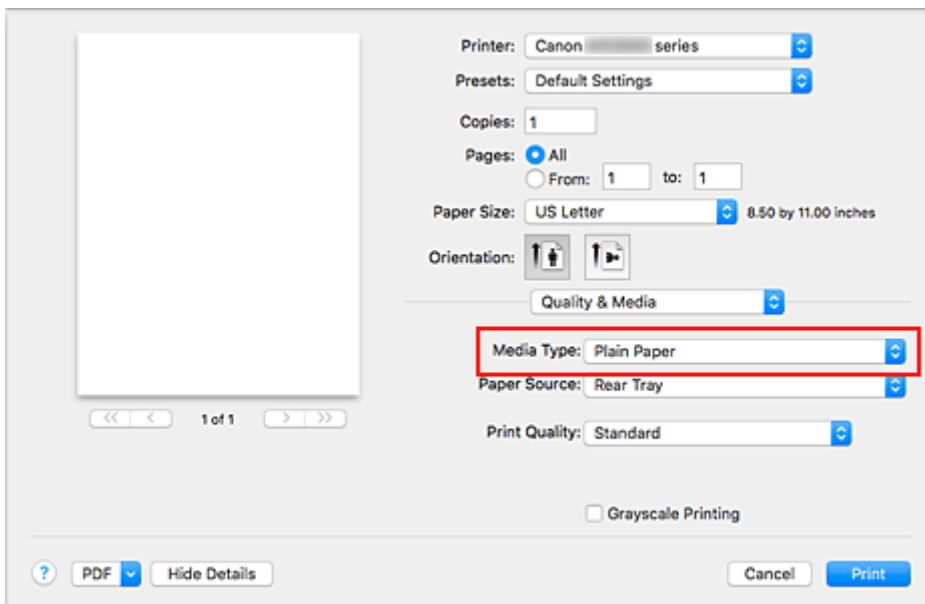 Printer: Canon series
Presets: Default Settings
Copies: 1
Pages: All
From: 1 to: 1
Paper Size: US Letter 8.50 by 11.00 inches
Orientation:
Quality & Media
Media Type: Plain Paper
Paper Source: Rear Tray
<< < 1 of 1 > >>
Print Quality: Standard
Grayscale Printing
? PDF Hide Details Cancel Print